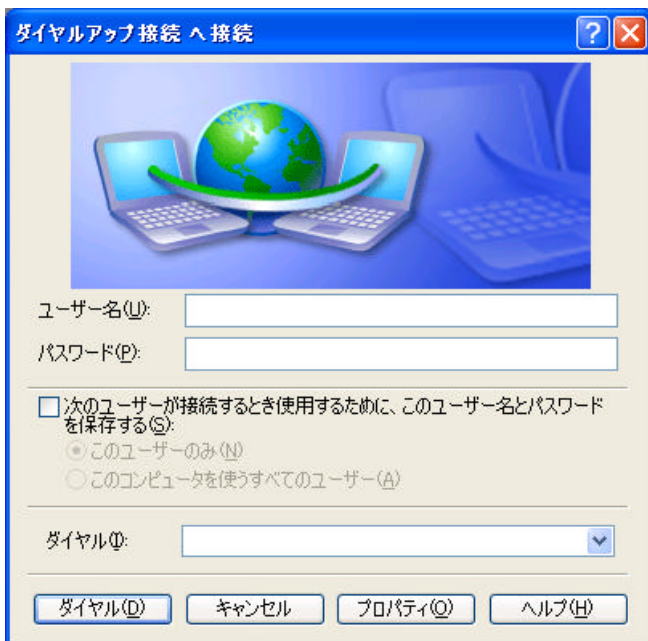 ダイヤルアップ接続 へ接続
ユーザー名(U):
パスワード(P):
次のユーザーが接続するとき使用するために、このユーザー名とパスワード
を保存する(S):
このユーザーのみ(N)
このコンピュータを使うすべてのユーザー(A)
ダイヤル(I):
ダイヤル(D) キャンセル プロパティ(O) ヘルプ(H)